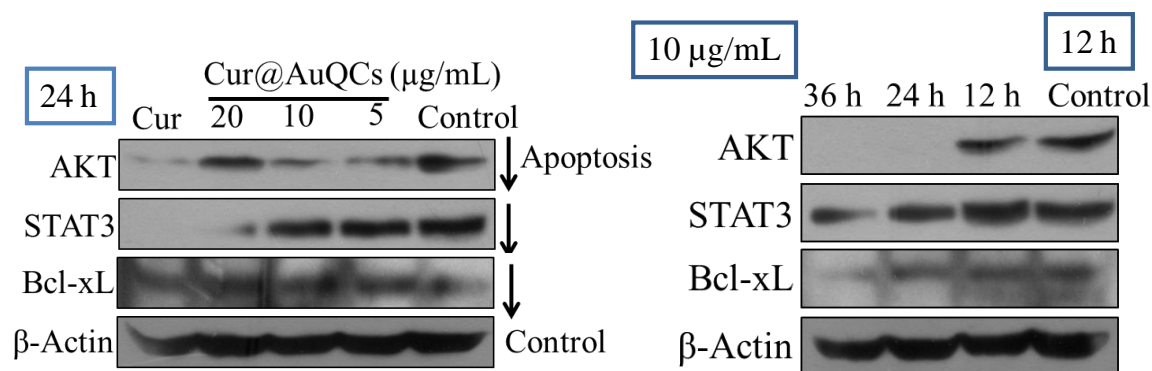 24 h
Cur@AuQCs (µg/mL)
Cur 20 10 5 Control
AKT
Apoptosis
STAT3
Bcl-xL
β-Actin
Control
10 µg/mL
12 h
36 h 24 h 12 h Control
AKT
STAT3
Bcl-xL
β-Actin